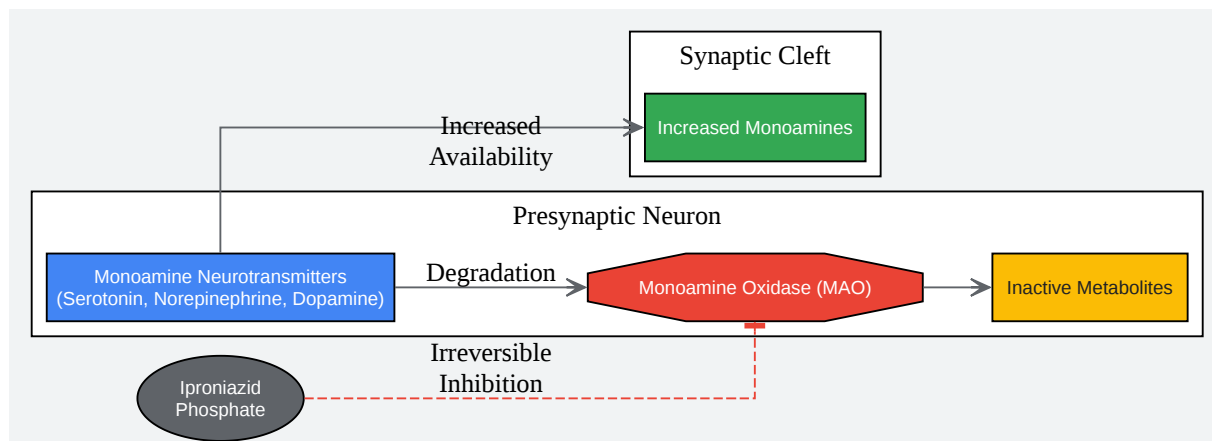 Synaptic Cleft
Increased Monoamines
Increased
Availability
Presynaptic Neuron
Monoamine Neurotransmitters
(Serotonin, Norepinephrine, Dopamine)
Degradation
Monoamine Oxidase (MAO)
Inactive Metabolites
Irreversible
Inhibition
Iproniazid
Phosphate